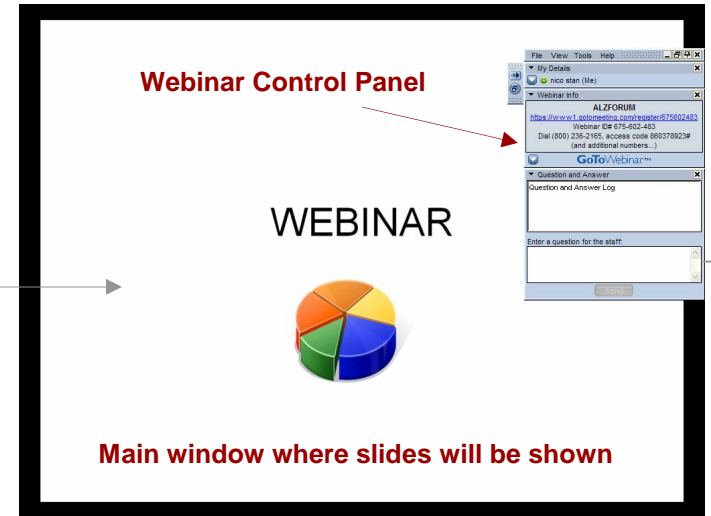 Webinar Control Panel
File View Tools Help
My Details
nico stan (Me)
Webinar Info
ALZFORUM
https://www1.gotomeeting.com/register/675602483
Webinar ID# 675-602-483
Dial (800) 236-2165, access code 860378923#
(and additional numbers...)
GoToWebinar™
Question and Answer
Question and Answer Log
Enter a question for the staff:
Send
WEBINAR
Main window where slides will be shown